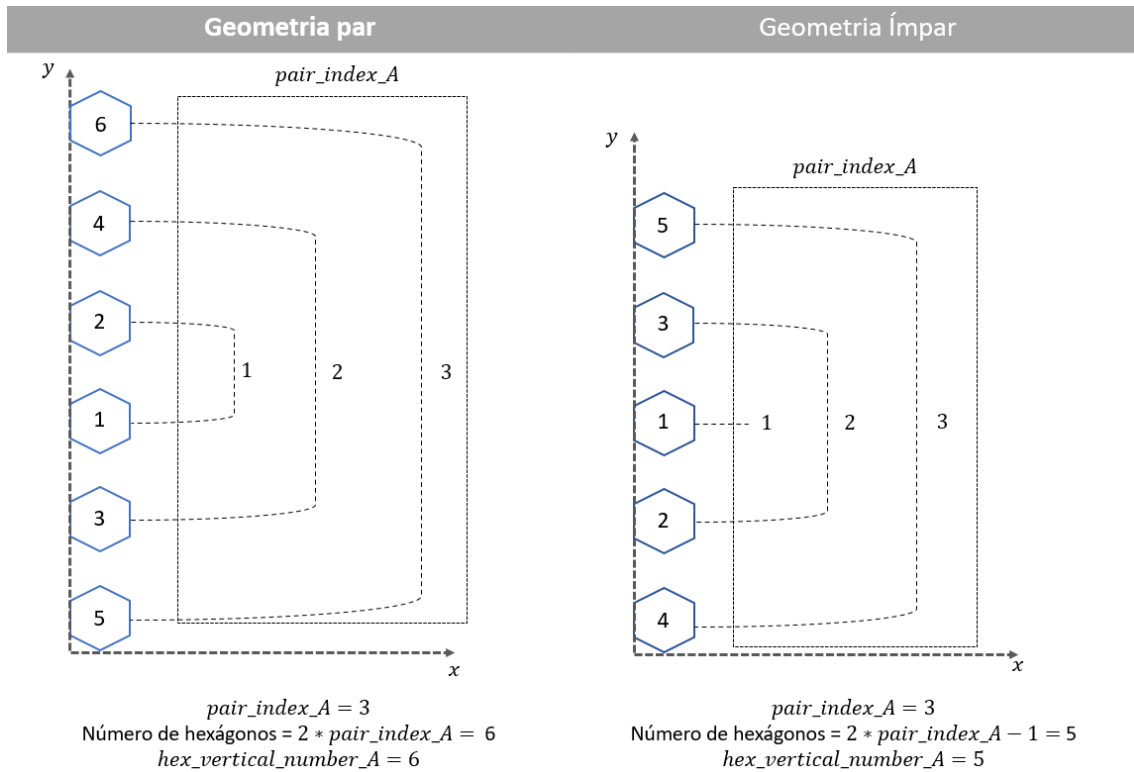 Geometria par
Geometria Ímpar
y
pair_index_A
6
4
2
1
3
5
1
2
3
x
pair_index_A = 3
Número de hexágonos = 2 * pair_index_A = 6
hex_vertical_number_A = 6
y
pair_index_A
5
3
1
2
4
1
2
3
x
pair_index_A = 3
Número de hexágonos = 2 * pair_index_A − 1 = 5
hex_vertical_number_A = 5